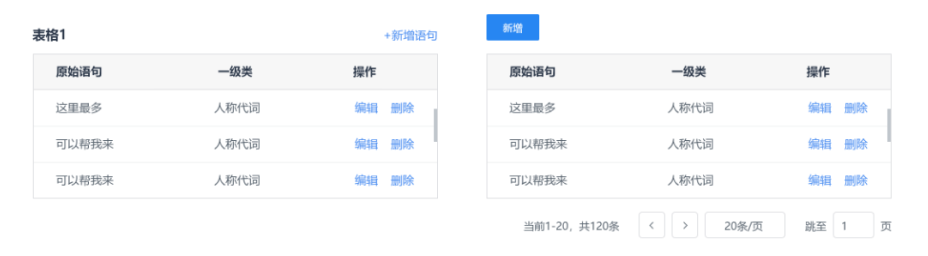 表格1 +新增语句
原始语句 一级类 操作
这里最多 人称代词 编辑 删除
可以帮我来 人称代词 编辑 删除
可以帮我来 人称代词 编辑 删除
新增
原始语句 一级类 操作
这里最多 人称代词 编辑 删除
可以帮我来 人称代词 编辑 删除
可以帮我来 人称代词 编辑 删除
当前1-20，共120条 < > 20条/页 跳至 1 页